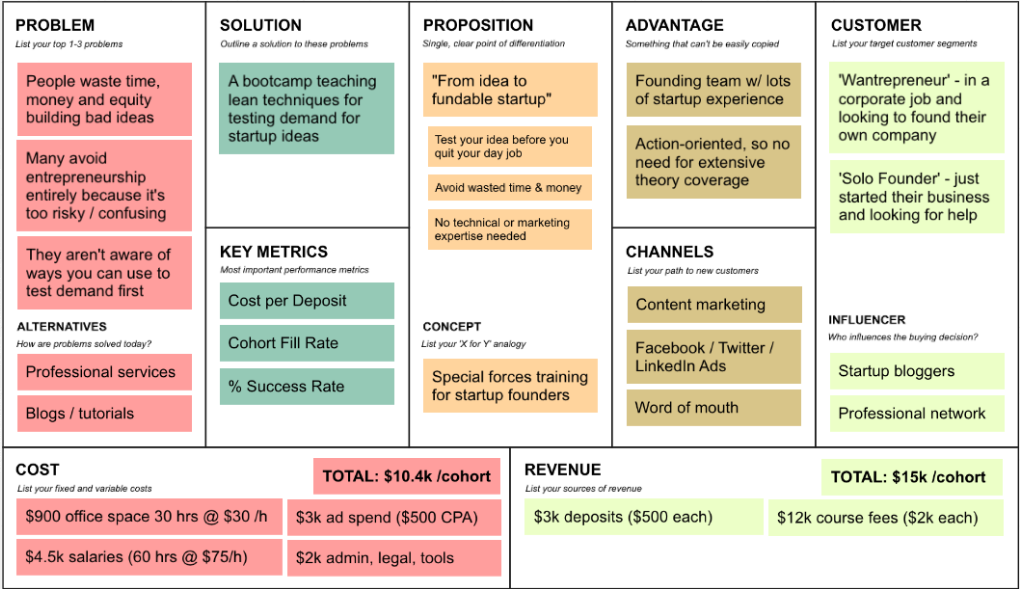 PROBLEM
List your top 1-3 problems
People waste time,
money and equity
building bad ideas
Many avoid
entrepreneurship
entirely because it's
too risky / confusing
They aren't aware of
ways you can use to
test demand first
ALTERNATIVES
How are problems solved today?
Professional services
Blogs / tutorials
SOLUTION
Outline a solution to these problems
A bootcamp teaching
lean techniques for
testing demand for
startup ideas
KEY METRICS
Most important performance metrics
Cost per Deposit
Cohort Fill Rate
% Success Rate
PROPOSITION
Single, clear point of differentiation
"From idea to
fundable startup"
Test your idea before you
quit your day job
Avoid wasted time & money
No technical or marketing
expertise needed
CONCEPT
List your 'X for Y' analogy
Special forces training
for startup founders
ADVANTAGE
Something that can't be easily copied
Founding team w/ lots
of startup experience
Action-oriented, so no
need for extensive
theory coverage
CHANNELS
List your path to new customers
Content marketing
Facebook / Twitter /
LinkedIn Ads
Word of mouth
CUSTOMER
List your target customer segments
'Wantrepreneur' - in a
corporate job and
looking to found their
own company
'Solo Founder' - just
started their business
and looking for help
INFLUENCER
Who influences the buying decision?
Startup bloggers
Professional network
COST
List your fixed and variable costs
TOTAL: $10.4k /cohort
$900 office space 30 hrs @ $30 /h
$3k ad spend ($500 CPA)
$4.5k salaries (60 hrs @ $75/h)
$2k admin, legal, tools
REVENUE
List your sources of revenue
TOTAL: $15k /cohort
$3k deposits ($500 each)
$12k course fees ($2k each)